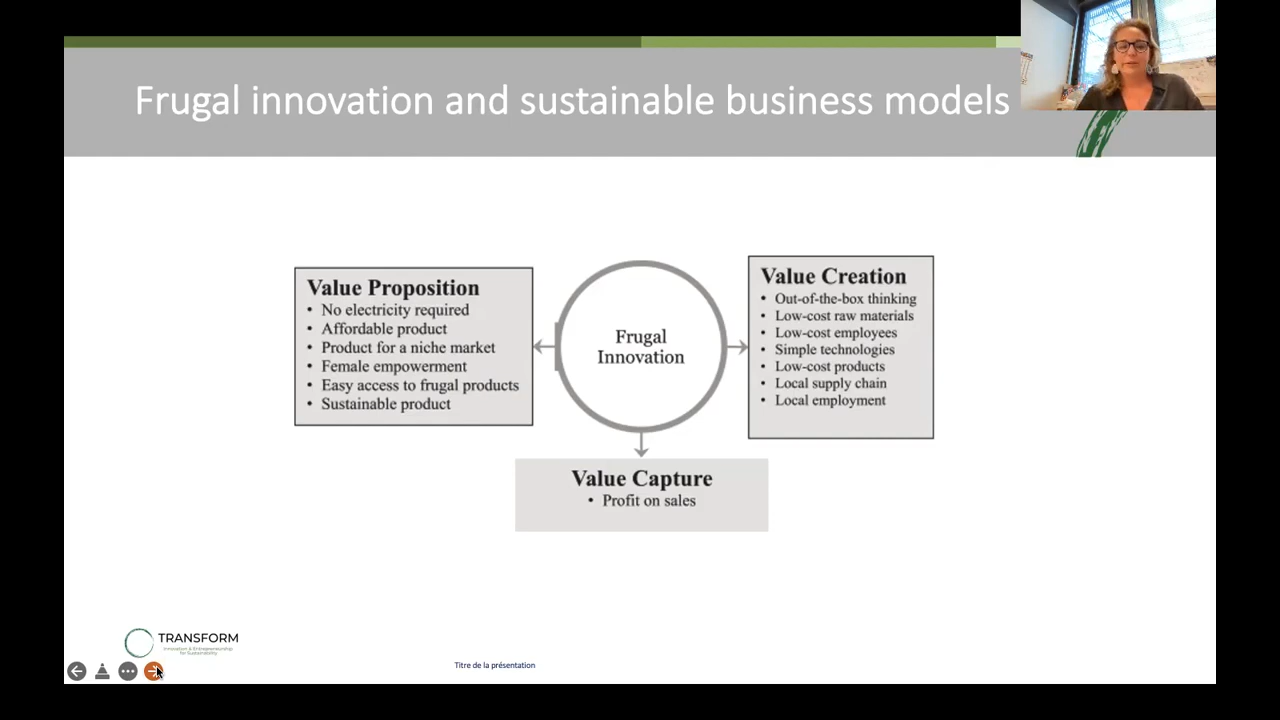 Frugal innovation and sustainable business models
Value Proposition
• No electricity required
• Affordable product
• Product for a niche market
• Female empowerment
• Easy access to frugal products
• Sustainable product
Frugal
Innovation
Value Creation
• Out-of-the-box thinking
• Low-cost raw materials
• Low-cost employees
• Simple technologies
• Low-cost products
• Local supply chain
• Local employment
Value Capture
• Profit on sales
TRANSFORM
Innovation & Entrepreneurship
for Sustainability
Titre de la présentation